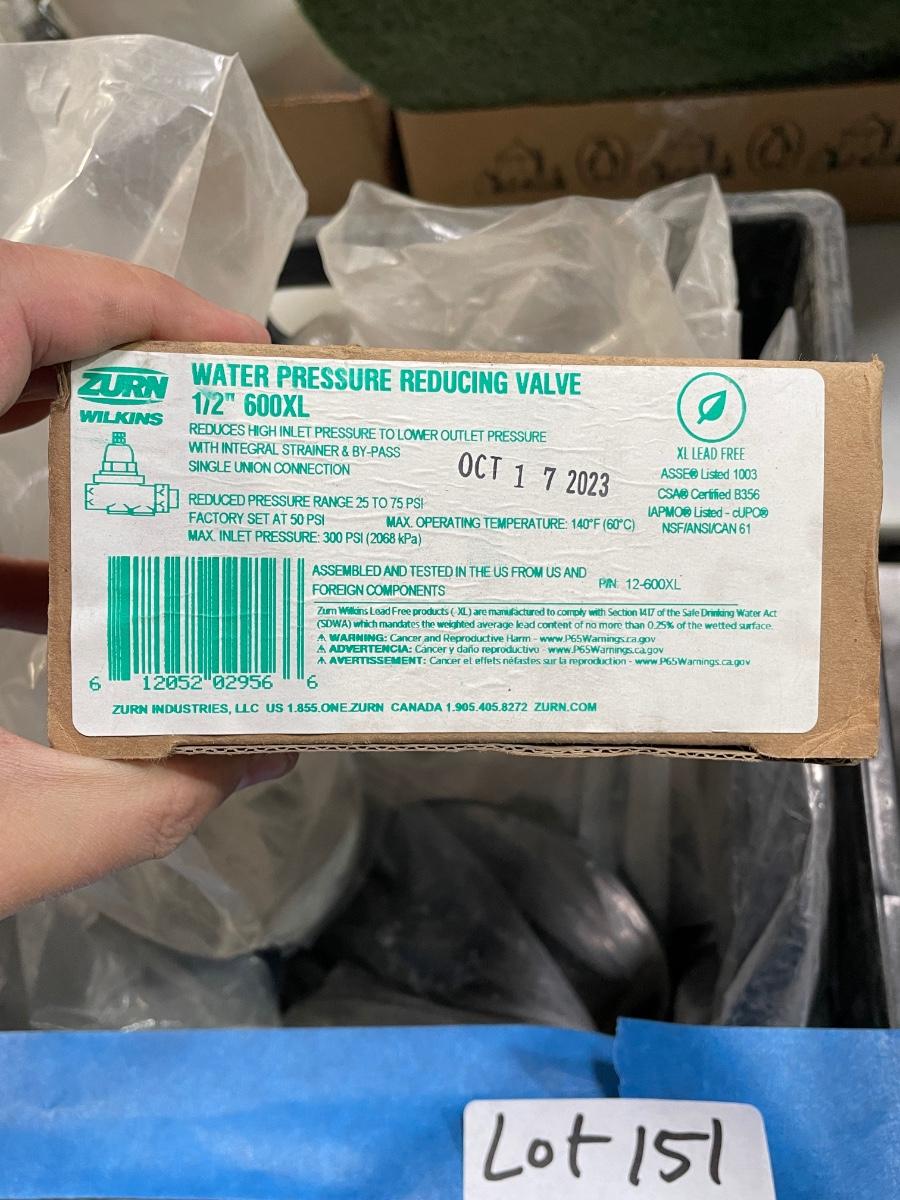 ZURN
WILKINS
WATER PRESSURE REDUCING VALVE
1/2" 600XL
REDUCES HIGH INLET PRESSURE TO LOWER OUTLET PRESSURE
WITH INTEGRAL STRAINER & BY-PASS
SINGLE UNION CONNECTION
OCT 17 2023
REDUCED PRESSURE RANGE 25 TO 75 PSI
FACTORY SET AT 50 PSI MAX. OPERATING TEMPERATURE: 140°F (60°C)
MAX. INLET PRESSURE: 300 PSI (2068 kPa)
XL LEAD FREE
ASSE® Listed 1003
CSA® Certified B356
IAPMO® Listed - cUPC®
NSF/ANSI/CAN 61
ASSEMBLED AND TESTED IN THE US FROM US AND
FOREIGN COMPONENTS
P/N: 12-600XL
Zurn Wilkins Lead Free products (-XL) are manufactured to comply with Section 1417 of the Safe Drinking Water Act
(SDWA) which mandates the weighted average lead content of no more than 0.25% of the wetted surface.
⚠ WARNING: Cancer and Reproductive Harm - www.P65Warnings.ca.gov
⚠ ADVERTENCIA: Cáncer y daño reproductivo - www.P65Warnings.ca.gov
⚠ AVERTISSEMENT: Cancer et effets néfastes sur la reproduction - www.P65Warnings.ca.gov
6 12052 02956 6
ZURN INDUSTRIES, LLC US 1.855.ONE.ZURN CANADA 1.905.405.8272 ZURN.COM
Lot 151